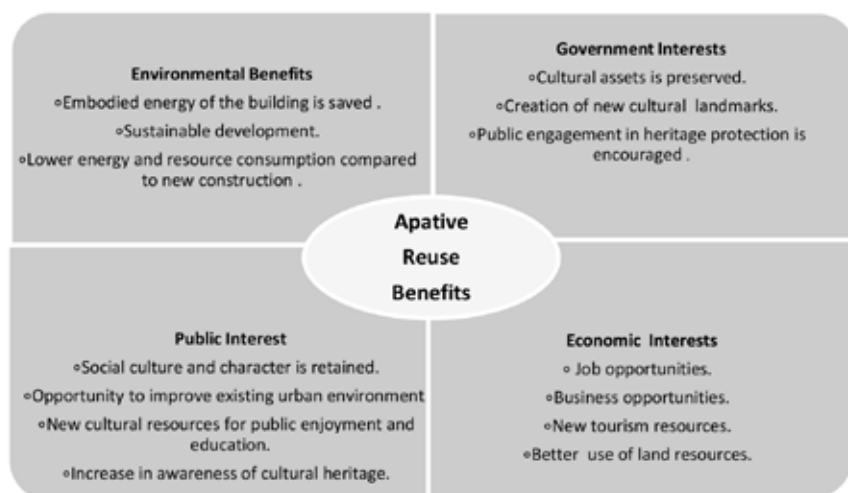 Environmental Benefits
∘Embodied energy of the building is saved .
∘Sustainable development.
∘Lower energy and resource consumption compared
to new construction .
Government Interests
∘Cultural assets is preserved.
∘Creation of new cultural landmarks.
∘Public engagement in heritage protection is
encouraged .
Apative
Reuse
Benefits
Public Interest
∘Social culture and character is retained.
∘Opportunity to improve existing urban environment
∘New cultural resources for public enjoyment and
education.
∘Increase in awareness of cultural heritage.
Economic Interests
∘ Job opportunities.
∘Business opportunities.
∘New tourism resources.
∘Better use of land resources.